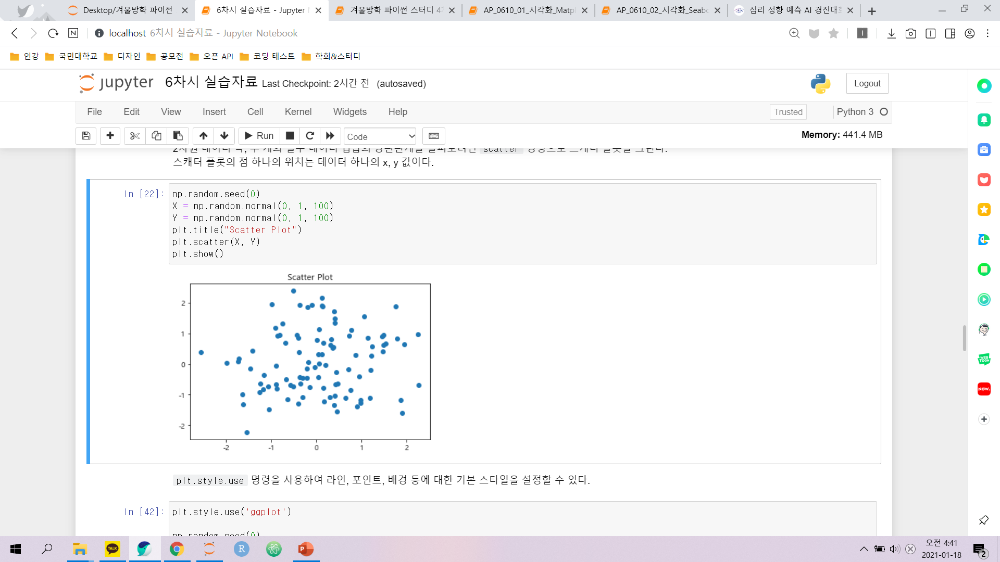 Desktop/겨울방학 파이썬
6차시 실습자료 - Jupyter
겨울방학 파이썬 스터디 4
AP_0610_01_시각화_Matp
AP_0610_02_시각화_Seabo
심리 성향 예측 AI 경진대회
localhost 6차시 실습자료 - Jupyter Notebook
인강
국민대학교
디자인
공모전
오픈 API
코딩 테스트
학회&스터디
jupyter 6차시 실습자료 Last Checkpoint: 2시간 전 (autosaved)
Logout
File Edit View Insert Cell Kernel Widgets Help
Trusted
Python 3
Run
Code
Memory: 441.4 MB
스캐터 플롯의 점 하나의 위치는 데이터 하나의 x, y 값이다.
In [22]:
np.random.seed(0)
X = np.random.normal(0, 1, 100)
Y = np.random.normal(0, 1, 100)
plt.title("Scatter Plot")
plt.scatter(X, Y)
plt.show()
Scatter Plot
2
1
0
-1
-2
-2 -1 0 1 2
plt.style.use 명령을 사용하여 라인, 포인트, 배경 등에 대한 기본 스타일을 설정할 수 있다.
In [42]:
plt.style.use('ggplot')
np.random.seed(0)
WEB
TOON
NOW.
TALK
R
P
오전 4:41
2021-01-18
2